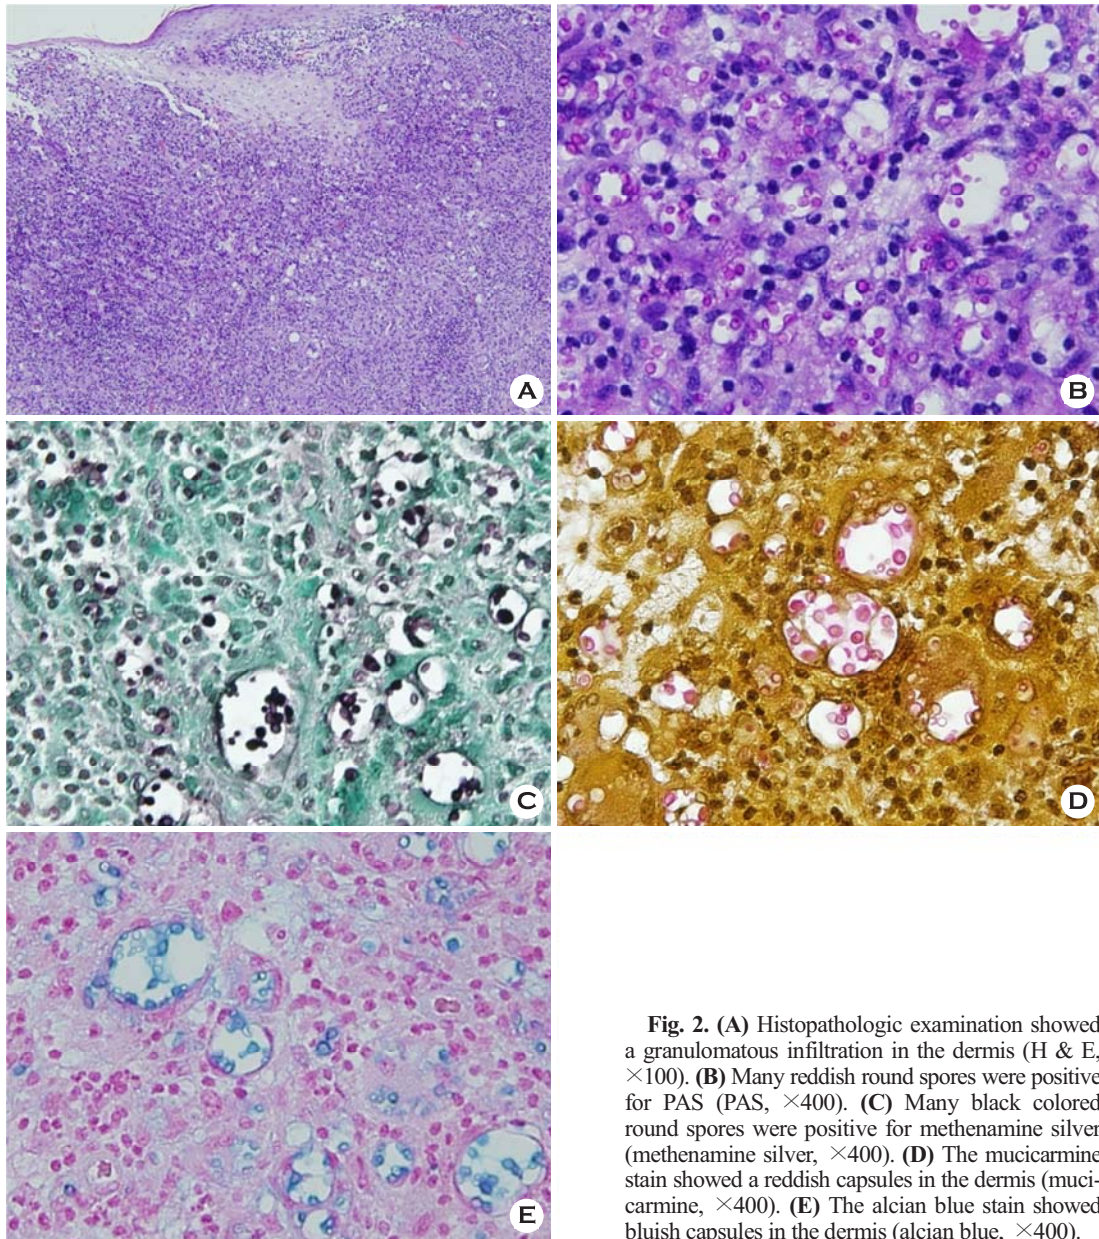 A
B
C
D
E
Fig. 2. (A) Histopathologic examination showed
a granulomatous infiltration in the dermis (H & E,
×100). (B) Many reddish round spores were positive
for PAS (PAS, ×400). (C) Many black colored
round spores were positive for methenamine silver
(methenamine silver, ×400). (D) The mucicarmine
stain showed a reddish capsules in the dermis (muci-
carmine, ×400). (E) The alcian blue stain showed
bluish capsules in the dermis (alcian blue, ×400).